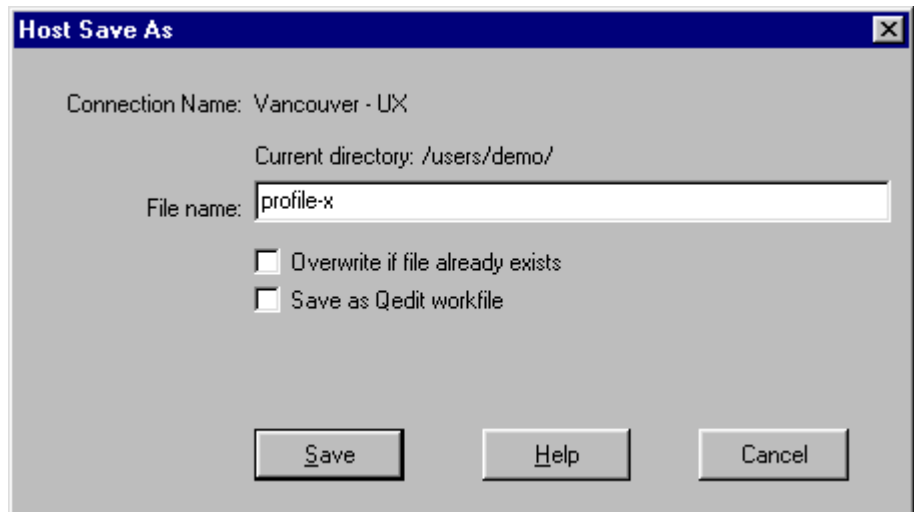 Host Save As
Connection Name: Vancouver - UX
Current directory: /users/demo/
File name: profile-x
Overwrite if file already exists
Save as Qedit workfile
Save Help Cancel